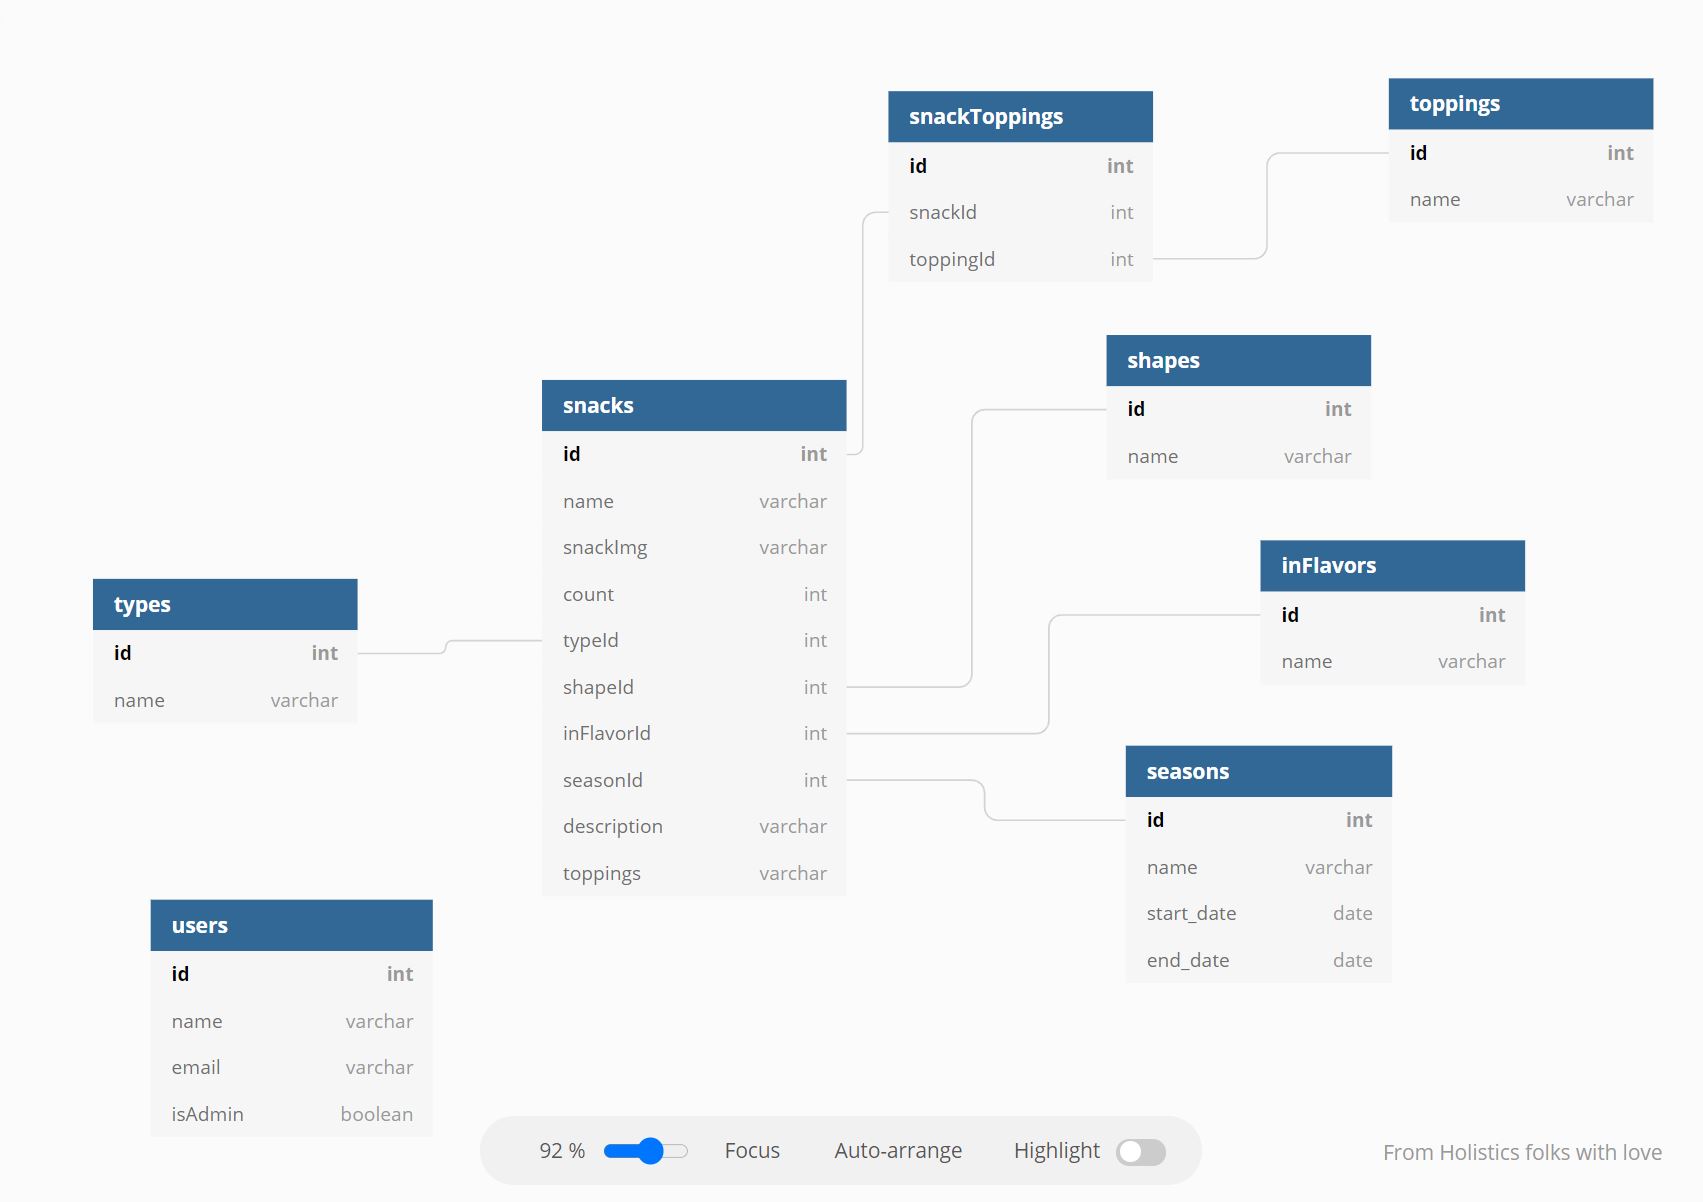 snackToppings
id int
snackId int
toppingId int
toppings
id int
name varchar
shapes
id int
name varchar
snacks
id int
name varchar
snackImg varchar
count int
typeId int
shapeId int
inFlavorId int
seasonId int
description varchar
toppings varchar
inFlavors
id int
name varchar
types
id int
name varchar
seasons
id int
name varchar
start_date date
end_date date
users
id int
name varchar
email varchar
isAdmin boolean
92 % Focus Auto-arrange Highlight
From Holistics folks with love